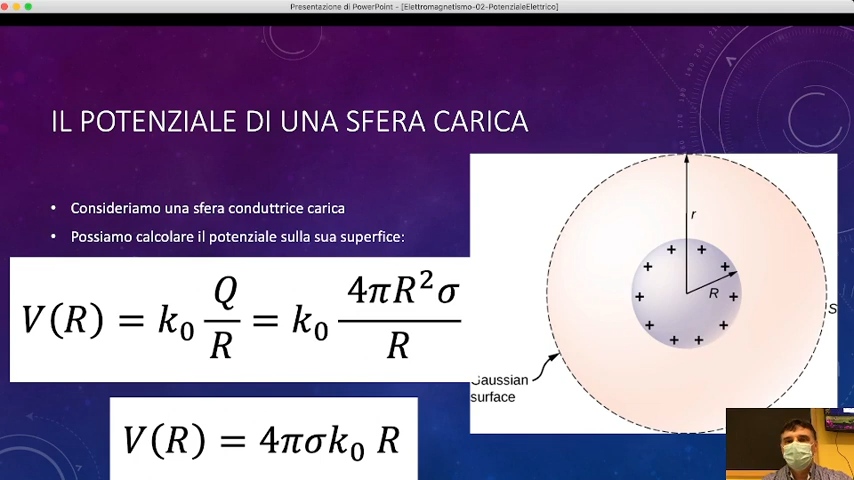 Presentazione di PowerPoint - [Elettromagnetismo-02-PotenzialeElettrico]
IL POTENZIALE DI UNA SFERA CARICA
• Consideriamo una sfera conduttrice carica
• Possiamo calcolare il potenziale sulla sua superfice:
V(R) = k₀ Q/R = k₀ 4πR²σ/R
V(R) = 4πσk₀ R
r
R
S
Gaussian
surface